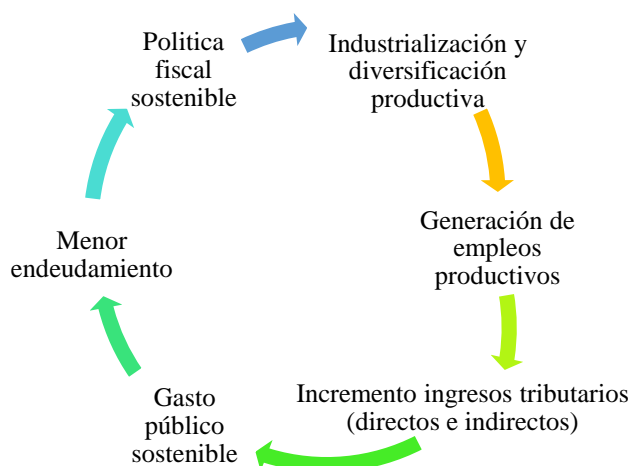 Politica
fiscal
sostenible
Industrialización y
diversificación
productiva
Generación de
empleos
productivos
Incremento ingresos tributarios
(directos e indirectos)
Gasto
público
sostenible
Menor
endeudamiento